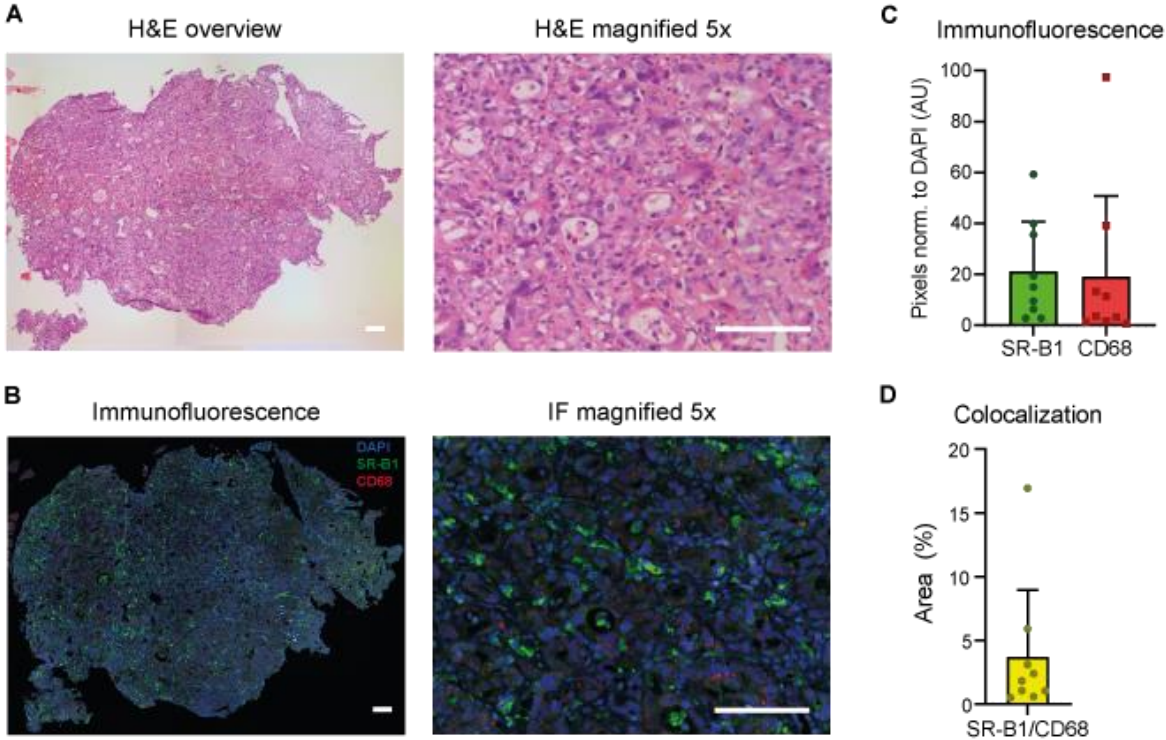 A
H&E overview
H&E magnified 5x
B
Immunofluorescence
IF magnified 5x
DAPI
SR-B1
CD68
C
Immunofluorescence
Pixels norm. to DAPI (AU)
100
80
60
40
20
0
SR-B1 CD68
D
Colocalization
Area (%)
20
15
10
5
0
SR-B1/CD68